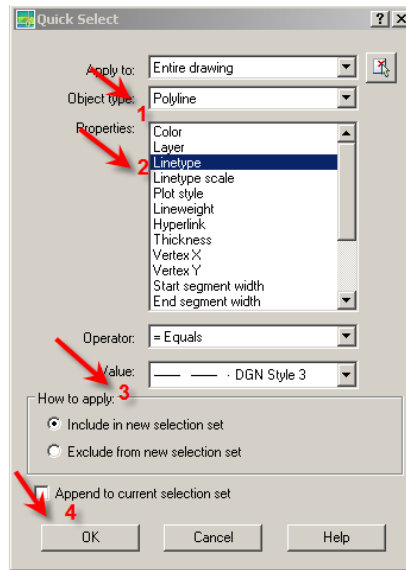 Quick Select
Apply to: Entire drawing
Object type: Polyline
1
Properties:
2
Color
Layer
Linetype
Linetype scale
Plot style
Lineweight
Hyperlink
Thickness
Vertex X
Vertex Y
Start segment width
End segment width
Operator: = Equals
Value: — — · DGN Style 3
3
How to apply:
Include in new selection set
Exclude from new selection set
Append to current selection set
4
OK Cancel Help